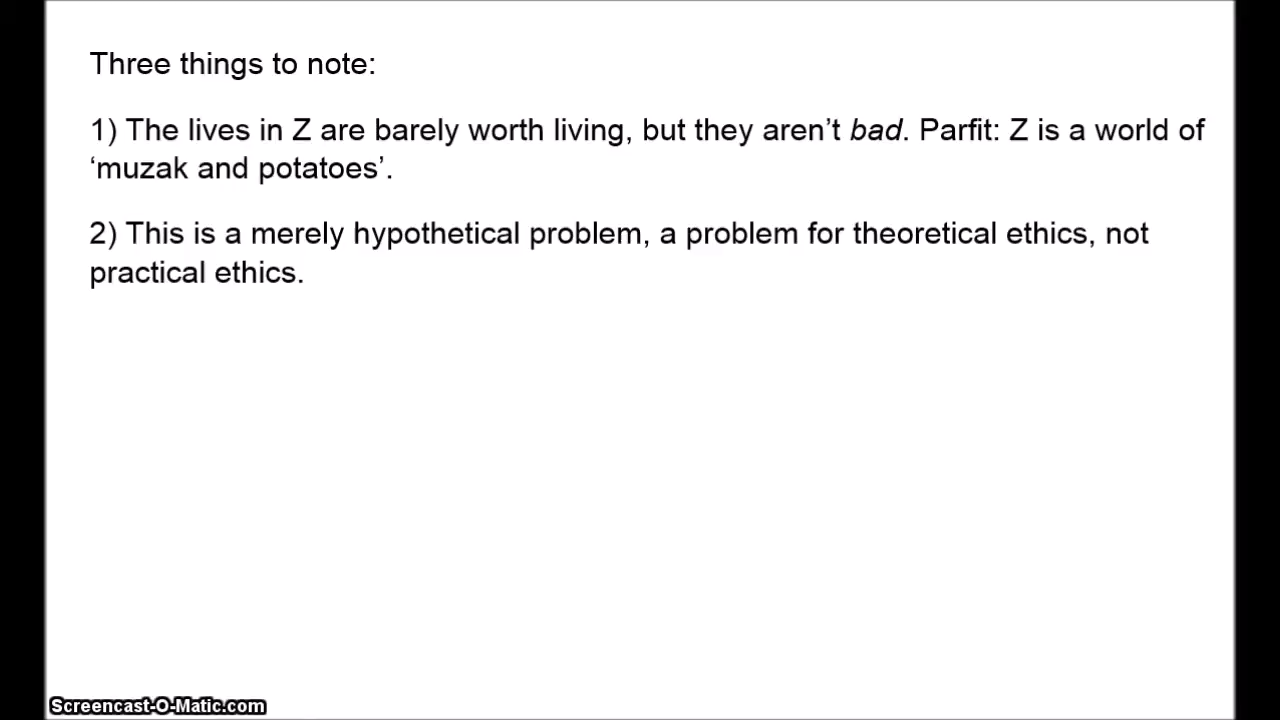 Three things to note:
1) The lives in Z are barely worth living, but they aren’t bad. Parfit: Z is a world of
‘muzak and potatoes’.
2) This is a merely hypothetical problem, a problem for theoretical ethics, not
practical ethics.
Screencast-O-Matic.com